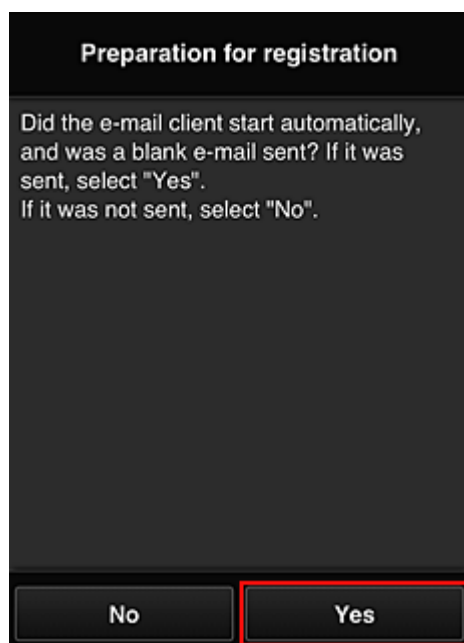 Preparation for registration
Did the e-mail client start automatically,
and was a blank e-mail sent? If it was
sent, select "Yes".
If it was not sent, select "No".
No
Yes